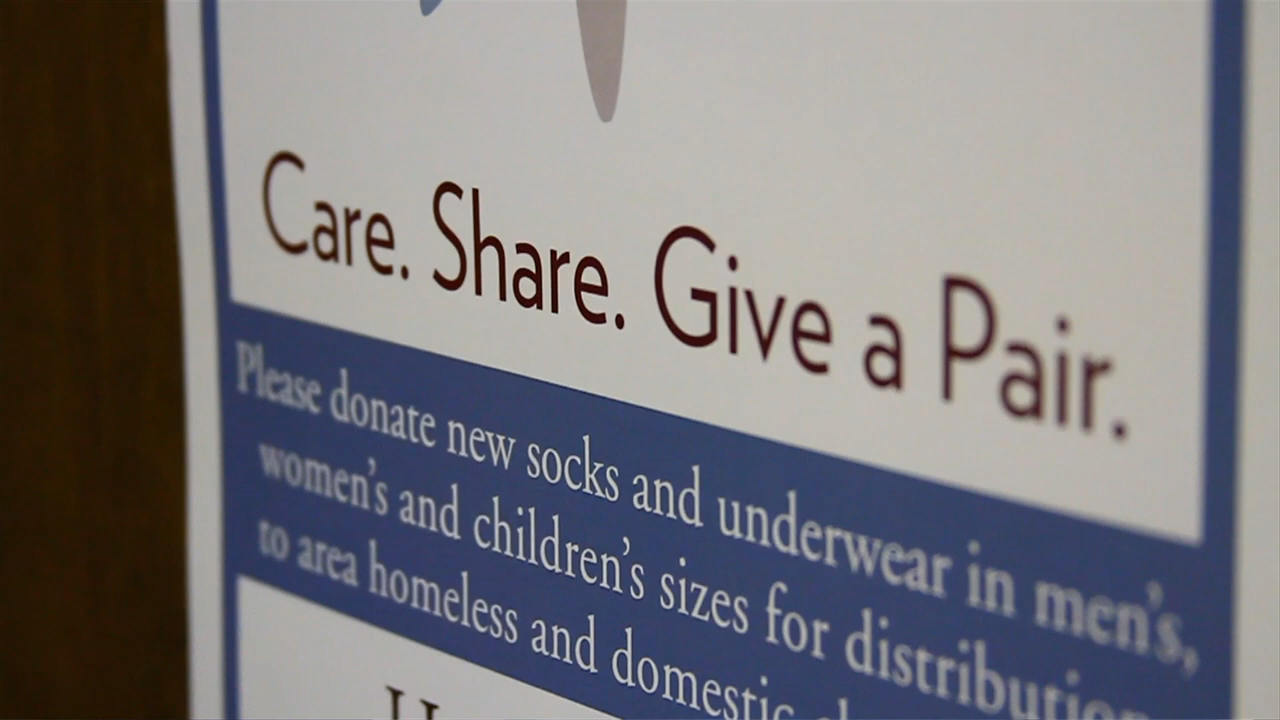 Care. Share. Give a Pair.
Please donate new socks and underwear in men's,
women's and children's sizes for distribution
to area homeless and domestic